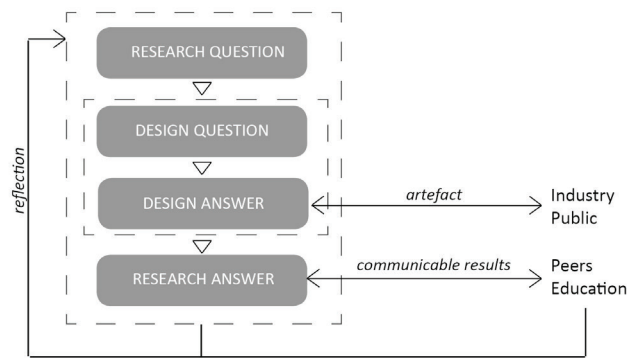 RESEARCH QUESTION
DESIGN QUESTION
DESIGN ANSWER
RESEARCH ANSWER
reflection
artefact
Industry
Public
communicable results
Peers
Education